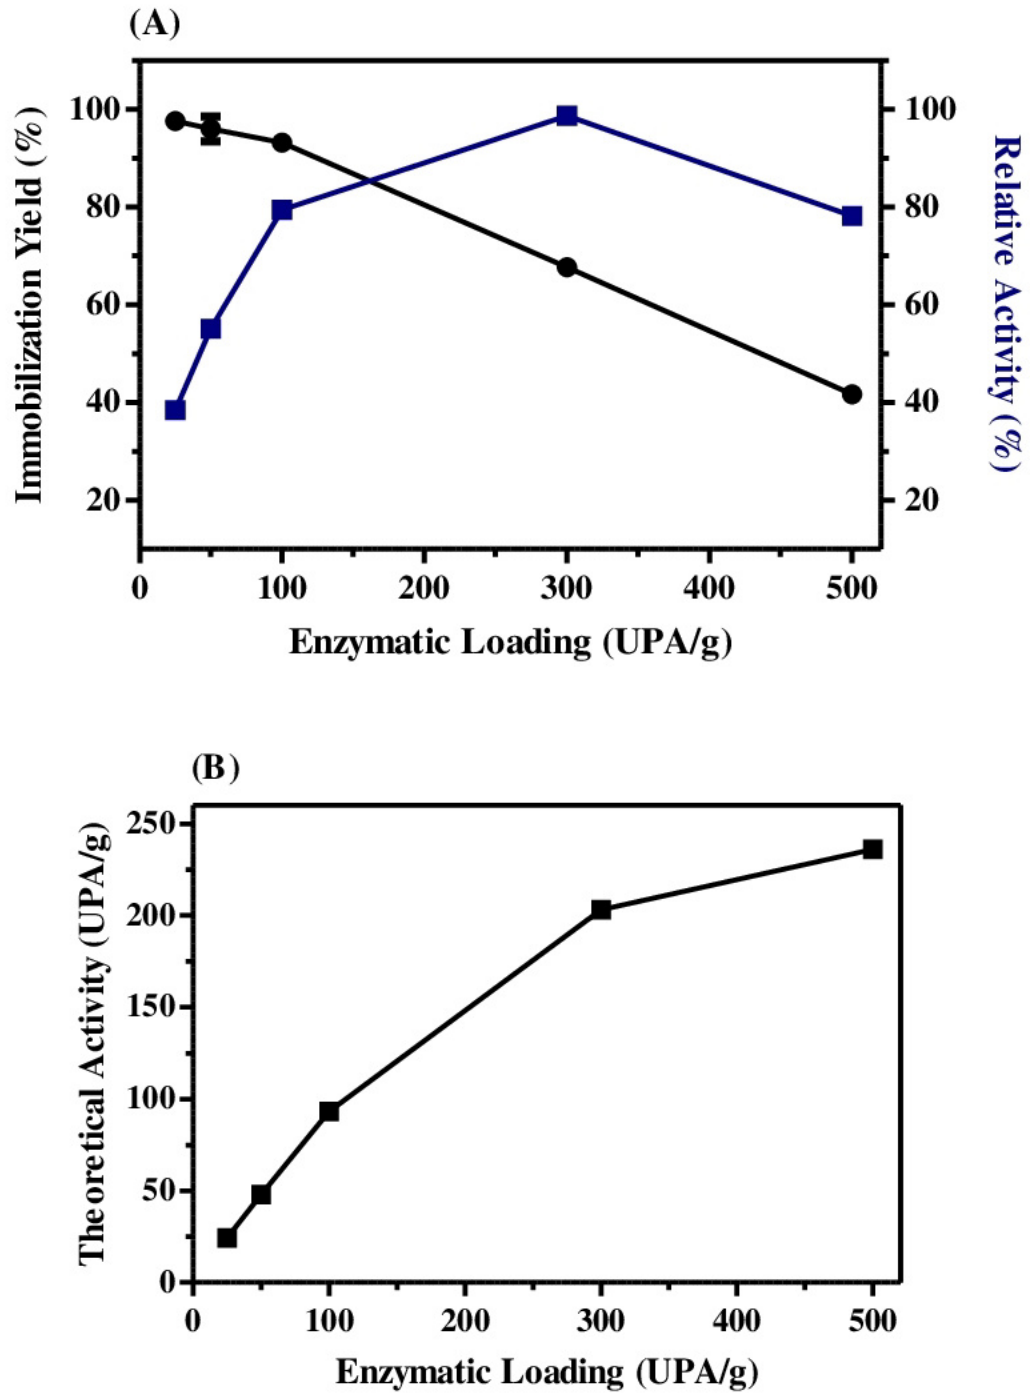 (A)
Immobilization Yield (%)
100
80
60
40
20
100
80
60
40
20
Relative Activity (%)
0 100 200 300 400 500
Enzymatic Loading (UPA/g)
(B)
Theoretical Activity (UPA/g)
250
200
150
100
50
0
0 100 200 300 400 500
Enzymatic Loading (UPA/g)